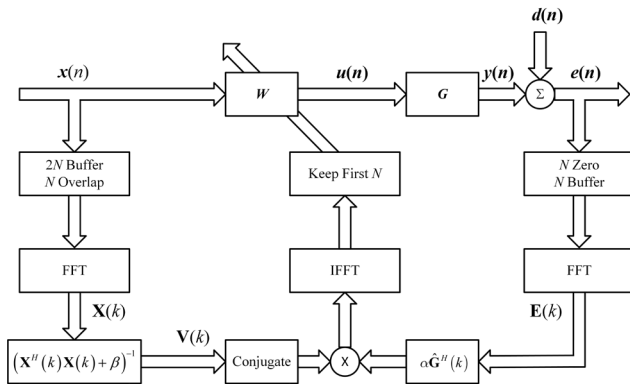 d(n)
x(n)
u(n)
y(n)
e(n)
W
G
Σ
2N Buffer
N Overlap
Keep First N
N Zero
N Buffer
FFT
IFFT
FFT
X(k)
E(k)
V(k)
(X^H(k)X(k)+β)^-1
Conjugate
X
αĜ^H(k)